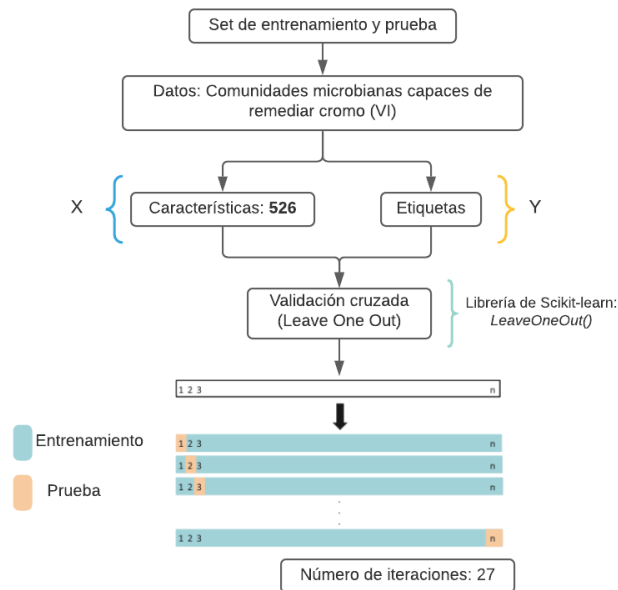 Set de entrenamiento y prueba
Datos: Comunidades microbianas capaces de
remediar cromo (VI)
X
Características: 526
Etiquetas
Y
Validación cruzada
(Leave One Out)
Librería de Scikit-learn:
LeaveOneOut()
1 2 3 n
Entrenamiento
Prueba
1 2 3 n
1 2 3 n
1 2 3 n
1 2 3 n
Número de iteraciones: 27